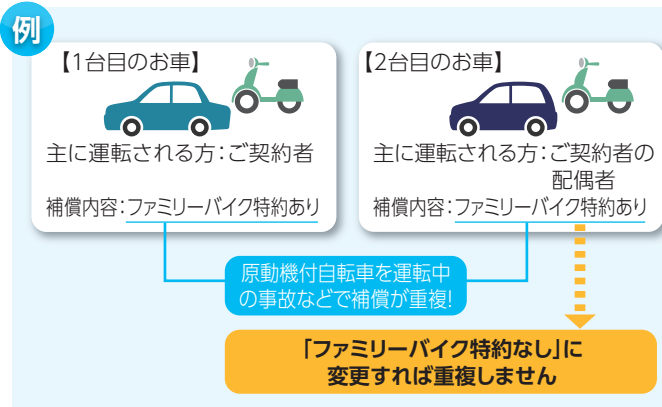 例
【1台目のお車】
主に運転される方：ご契約者
補償内容：ファミリーバイク特約あり
【2台目のお車】
主に運転される方：ご契約者の
配偶者
補償内容：ファミリーバイク特約あり
原動機付自転車を運転中
の事故などで補償が重複!
「ファミリーバイク特約なし」に
変更すれば重複しません